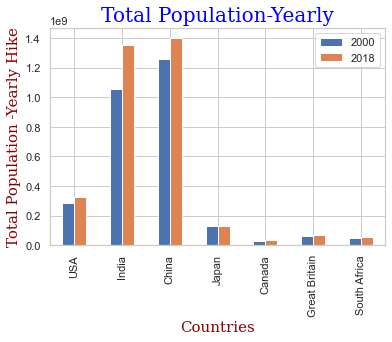 Total Population-Yearly
1e9
1.4
1.2
1.0
0.8
0.6
0.4
0.2
0.0
Total Population -Yearly Hike
2000
2018
USA
India
China
Japan
Canada
Great Britain
South Africa
Countries